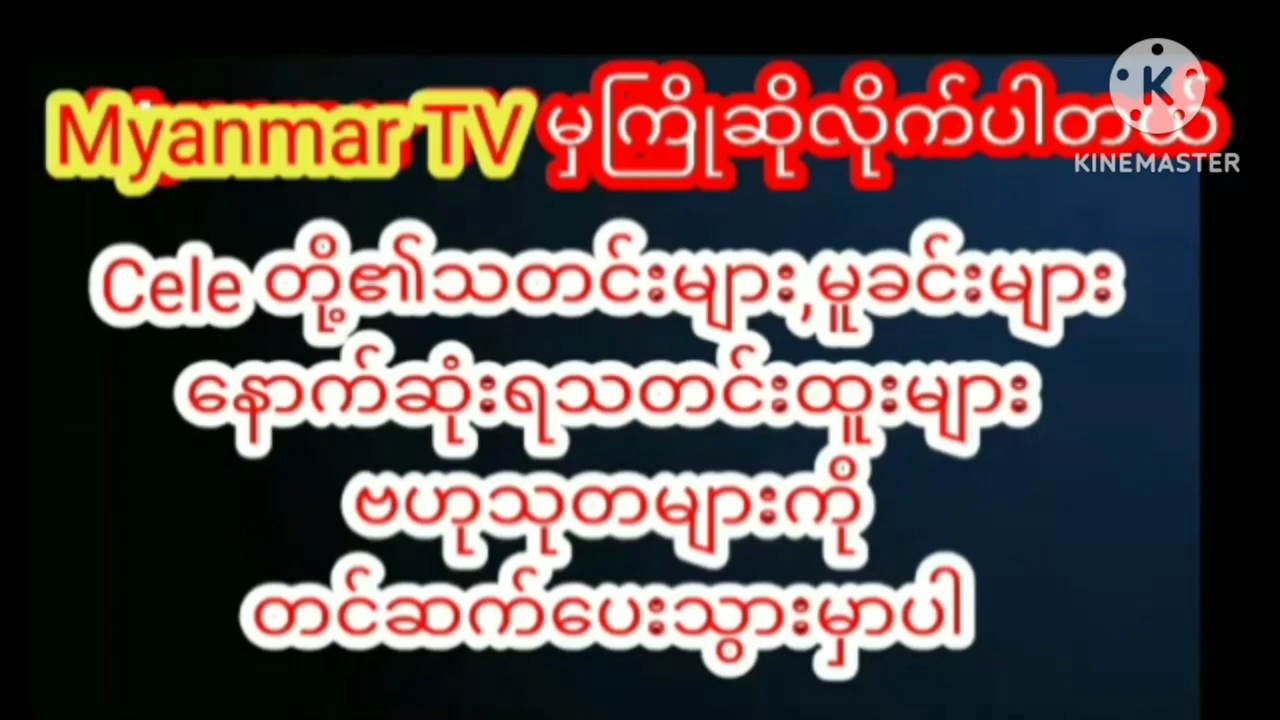 Myanmar TV မှကြိုဆိုလိုက်ပါတယ်
KINEMASTER
Cele တို့၏သတင်းများ,မူခင်းများ
နောက်ဆုံးရသတင်းထူးများ
ဗဟုသုတများကို
တင်ဆက်ပေးသွားမှာပါ